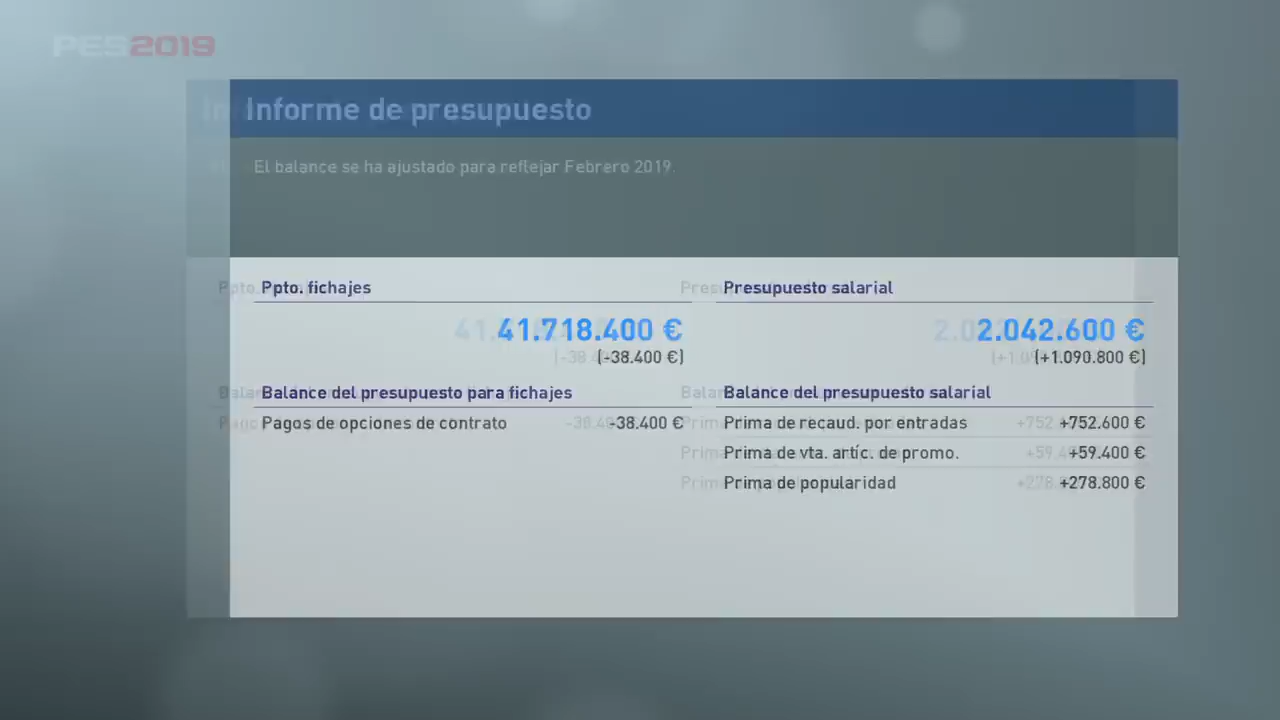 PES2019
Informe de presupuesto
El balance se ha ajustado para reflejar Febrero 2019.
Ppto. fichajes
41.718.400 €
(-38.400 €)
Balance del presupuesto para fichajes
Pagos de opciones de contrato -38.400 €
Presupuesto salarial
2.042.600 €
(+1.090.800 €)
Balance del presupuesto salarial
Prima de recaud. por entradas +752.600 €
Prima de vta. artíc. de promo. +59.400 €
Prima de popularidad +278.800 €